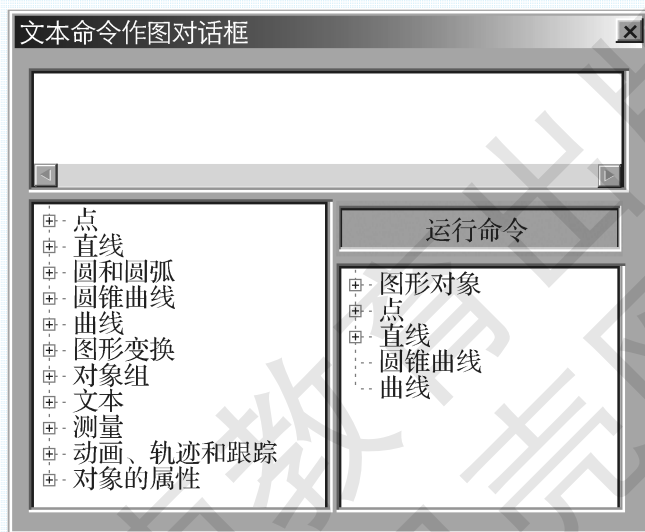 文本命令作图对话框
点
直线
圆和圆弧
圆锥曲线
曲线
图形变换
对象组
文本
测量
动画、轨迹和跟踪
对象的属性
运行命令
图形对象
点
直线
圆锥曲线
曲线